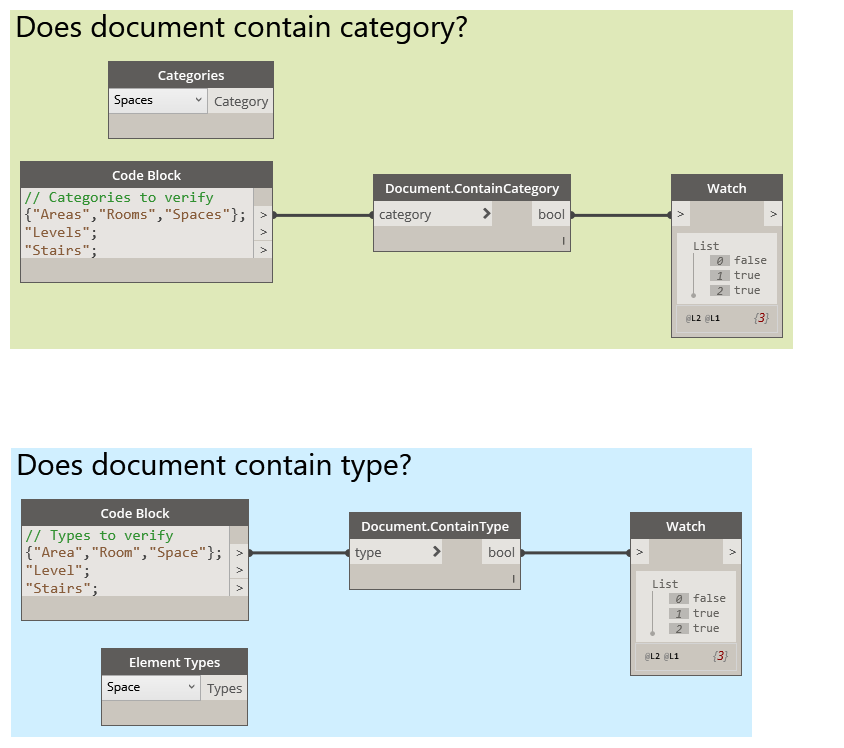 Does document contain category?
Categories
Spaces Category
Code Block
// Categories to verify
{"Areas","Rooms","Spaces"}; >
"Levels"; >
"Stairs"; >
Document.ContainCategory
category > bool
l
Watch
> >
List
0 false
1 true
2 true
@L2 @L1 {3}
Does document contain type?
Code Block
// Types to verify
{"Area","Room","Space"}; >
"Level"; >
"Stairs"; >
Document.ContainType
type > bool
l
Watch
> >
List
0 false
1 true
2 true
@L2 @L1 {3}
Element Types
Space Types